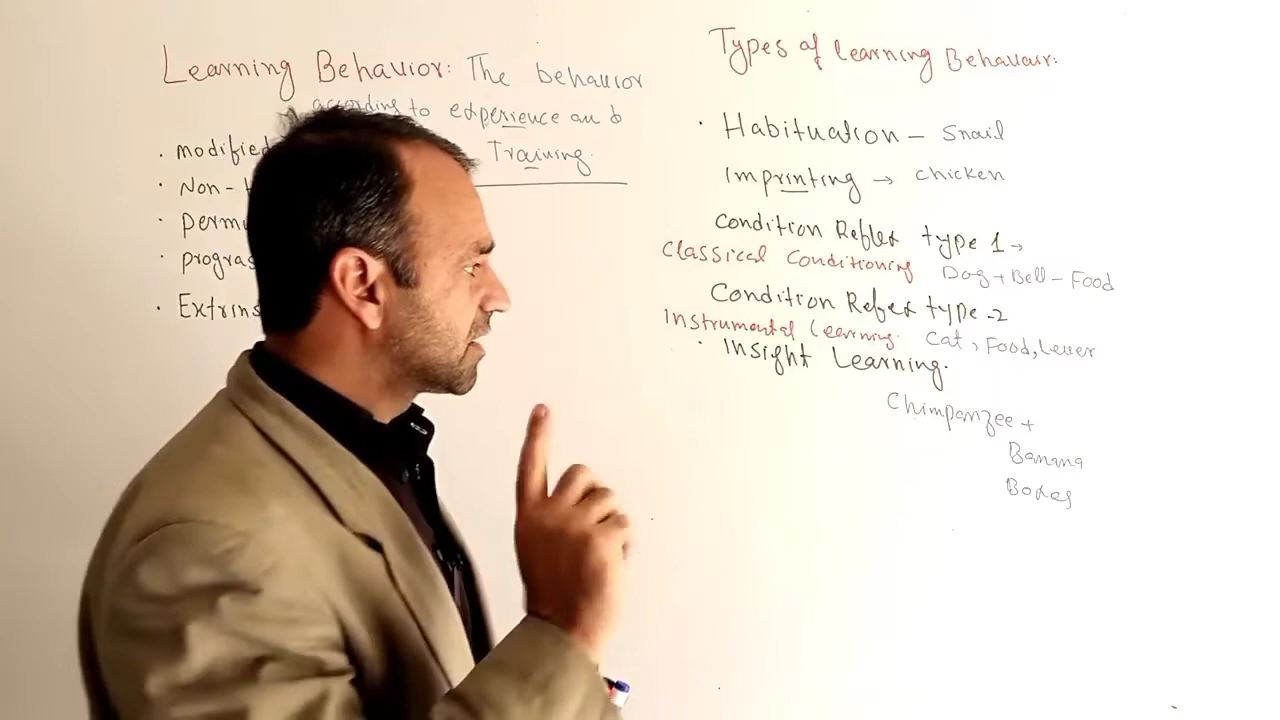 Learning Behavior: The behavior
according to experience and
Training.
. modified
. Non-
. perm
. progras
. Extrins
Types of learning Behaviour:
. Habituation - Snail
Imprinting → chicken
Condition Reflex type 1 →
Classical Conditioning Dog + Bell - Food
Condition Reflex type-2
Instrumental Learning. Cat, Food, Lever
. Insight Learning.
Chimpanzee +
Banana
Boxes